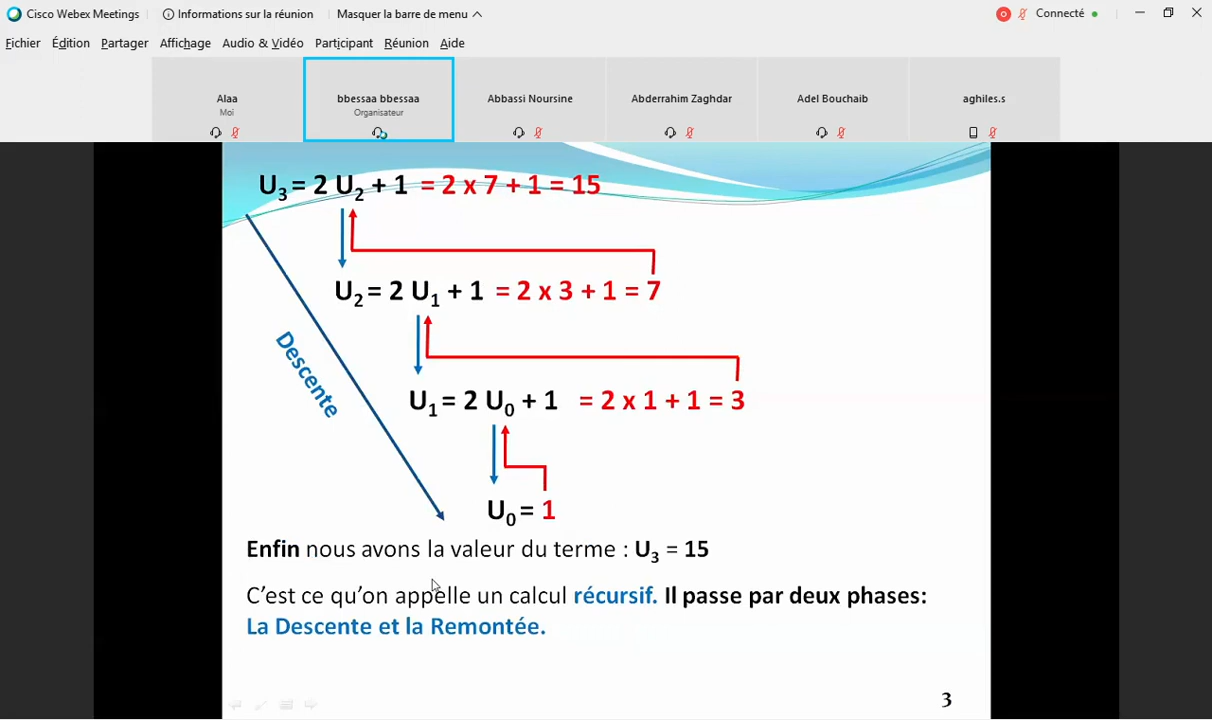 Cisco Webex Meetings
Informations sur la réunion
Masquer la barre de menu
Connecté
Fichier Édition Partager Affichage Audio & Vidéo Participant Réunion Aide
Alaa
Moi
bbessaa bbessaa
Organisateur
Abbassi Noursine
Abderrahim Zaghdar
Adel Bouchaib
aghiles.s
U₃ = 2 U₂ + 1 = 2 x 7 + 1 = 15
U₂ = 2 U₁ + 1 = 2 x 3 + 1 = 7
Descente
U₁ = 2 U₀ + 1 = 2 x 1 + 1 = 3
U₀ = 1
Enfin nous avons la valeur du terme : U₃ = 15
C’est ce qu’on appelle un calcul récursif. Il passe par deux phases:
La Descente et la Remontée.
3